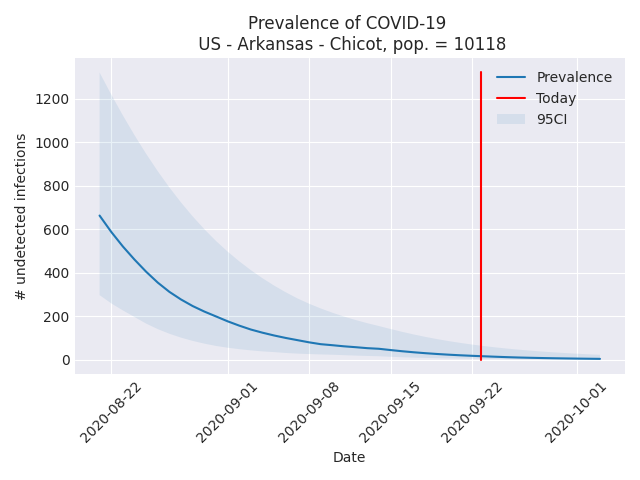 Prevalence of COVID-19
US - Arkansas - Chicot, pop. = 10118
# undetected infections
1200
1000
800
600
400
200
0
Prevalence
Today
95CI
2020-08-22
2020-09-01
2020-09-08
2020-09-15
2020-09-22
2020-10-01
Date